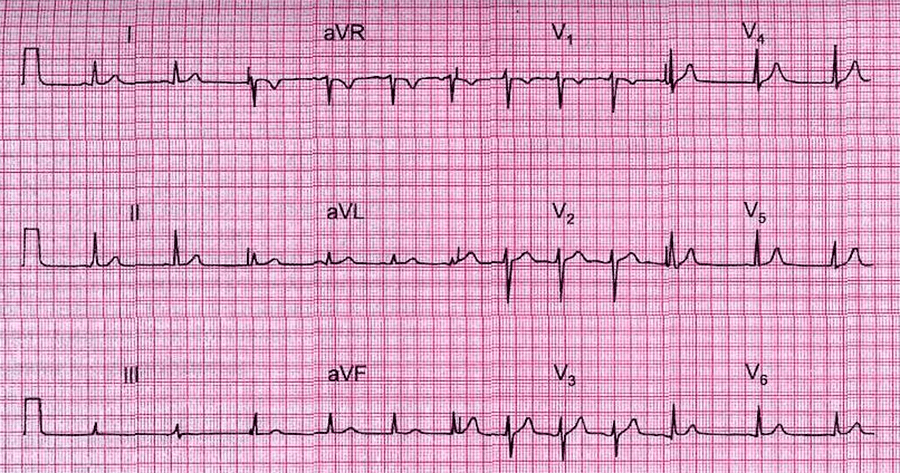 I aVR V₁ V₄
II aVL V₂ V₅
III aVF V₃ V₆